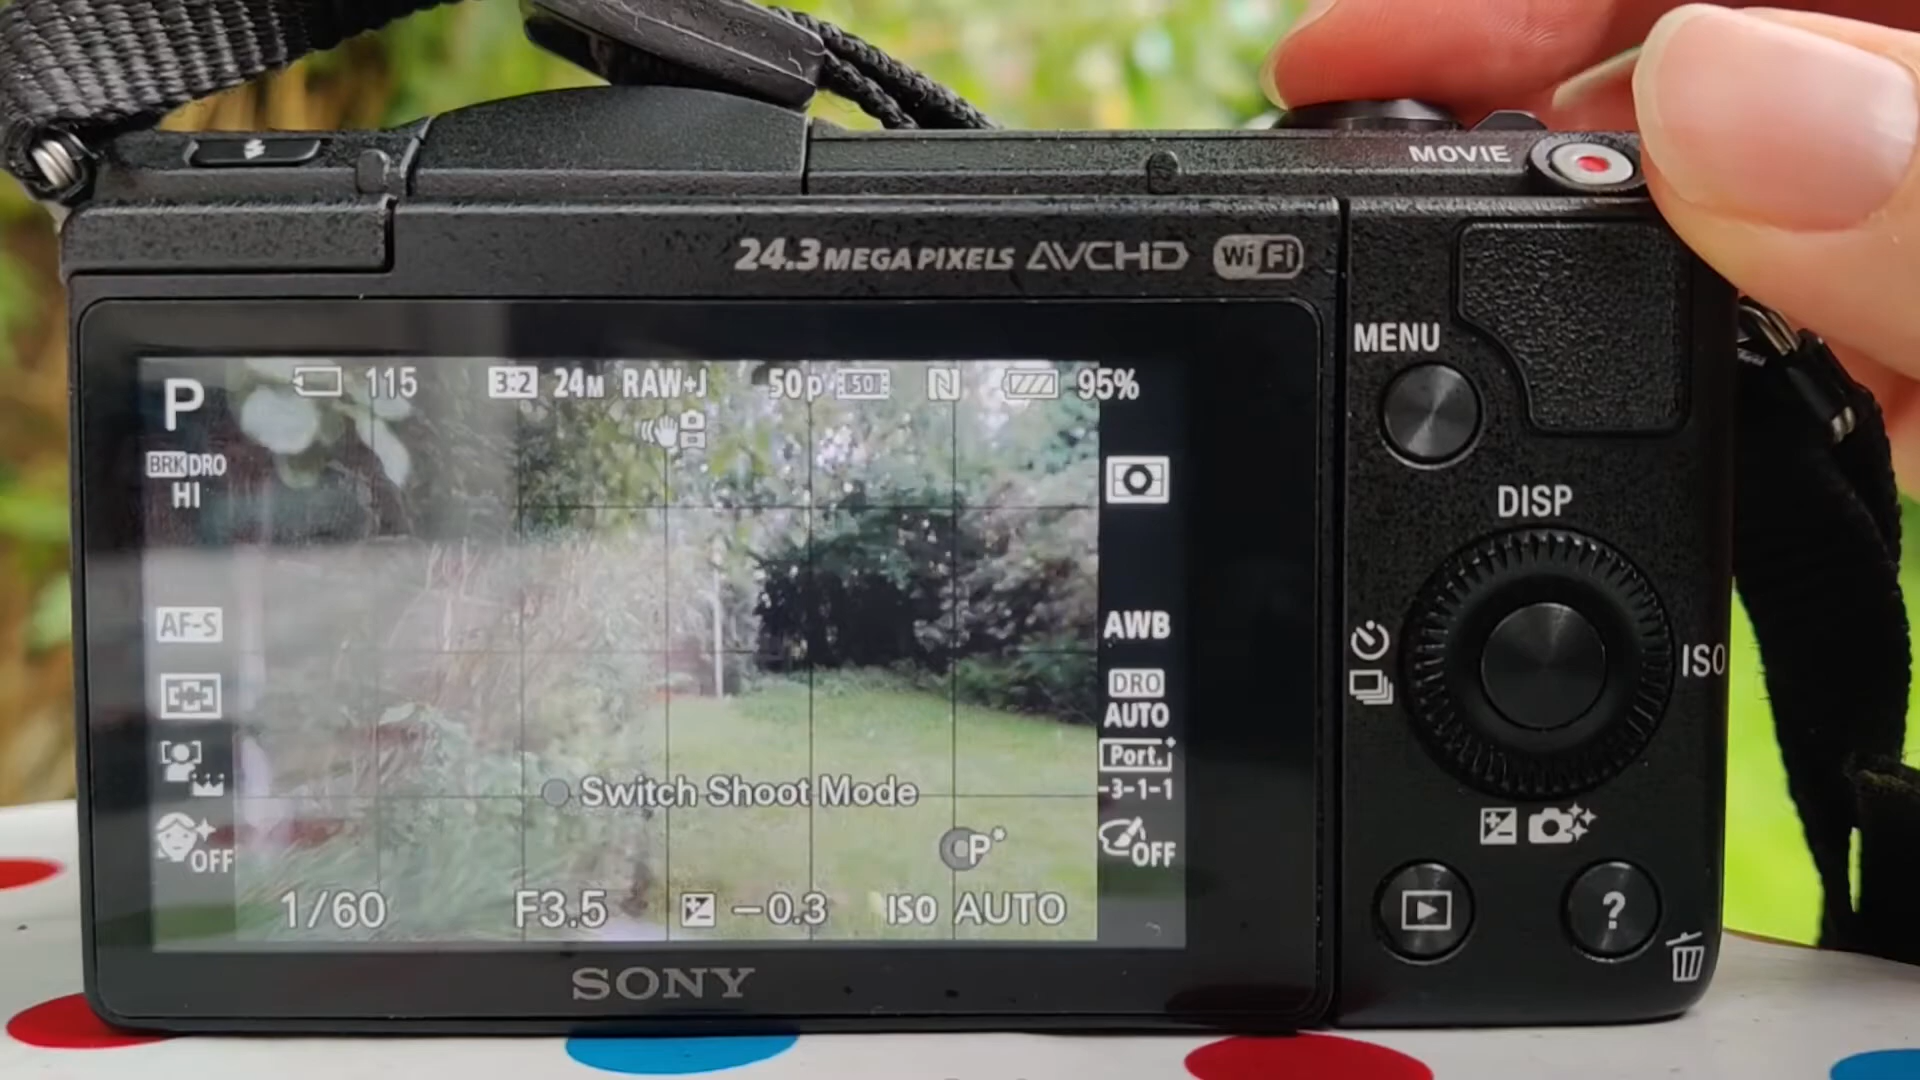 MOVIE
24.3 MEGA PIXELS AVCHD Wi Fi
MENU
P 115 3:2 24M RAW+J 50p 50 N 95%
BRK DRO
HI
DISP
AF-S
AWB
ISO
DRO
AUTO
Port.+
-3-1-1
Switch Shoot Mode
P*
OFF
OFF
1/60 F3.5 -0.3 ISO AUTO
?
SONY